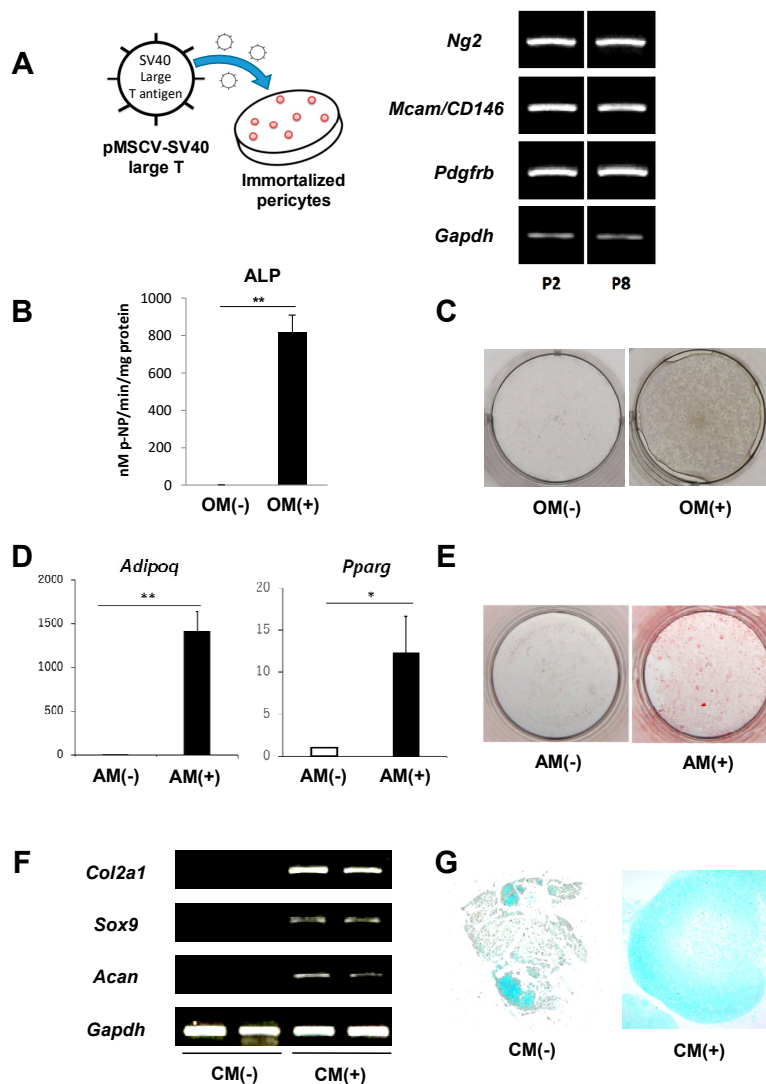 A
SV40
Large
T antigen
pMSCV-SV40
large T
Immortalized
pericytes
Ng2
Mcam/CD146
Pdgfrb
Gapdh
P2 P8
B
ALP
nM p-NP/min/mg protein
1000
800
600
400
200
0
**
OM(-) OM(+)
C
OM(-) OM(+)
D
Adipoq
2000
1500
1000
500
0
**
AM(-) AM(+)
Pparg
20
15
10
5
0
*
AM(-) AM(+)
E
AM(-) AM(+)
F
Col2a1
Sox9
Acan
Gapdh
CM(-) CM(+)
G
CM(-) CM(+)